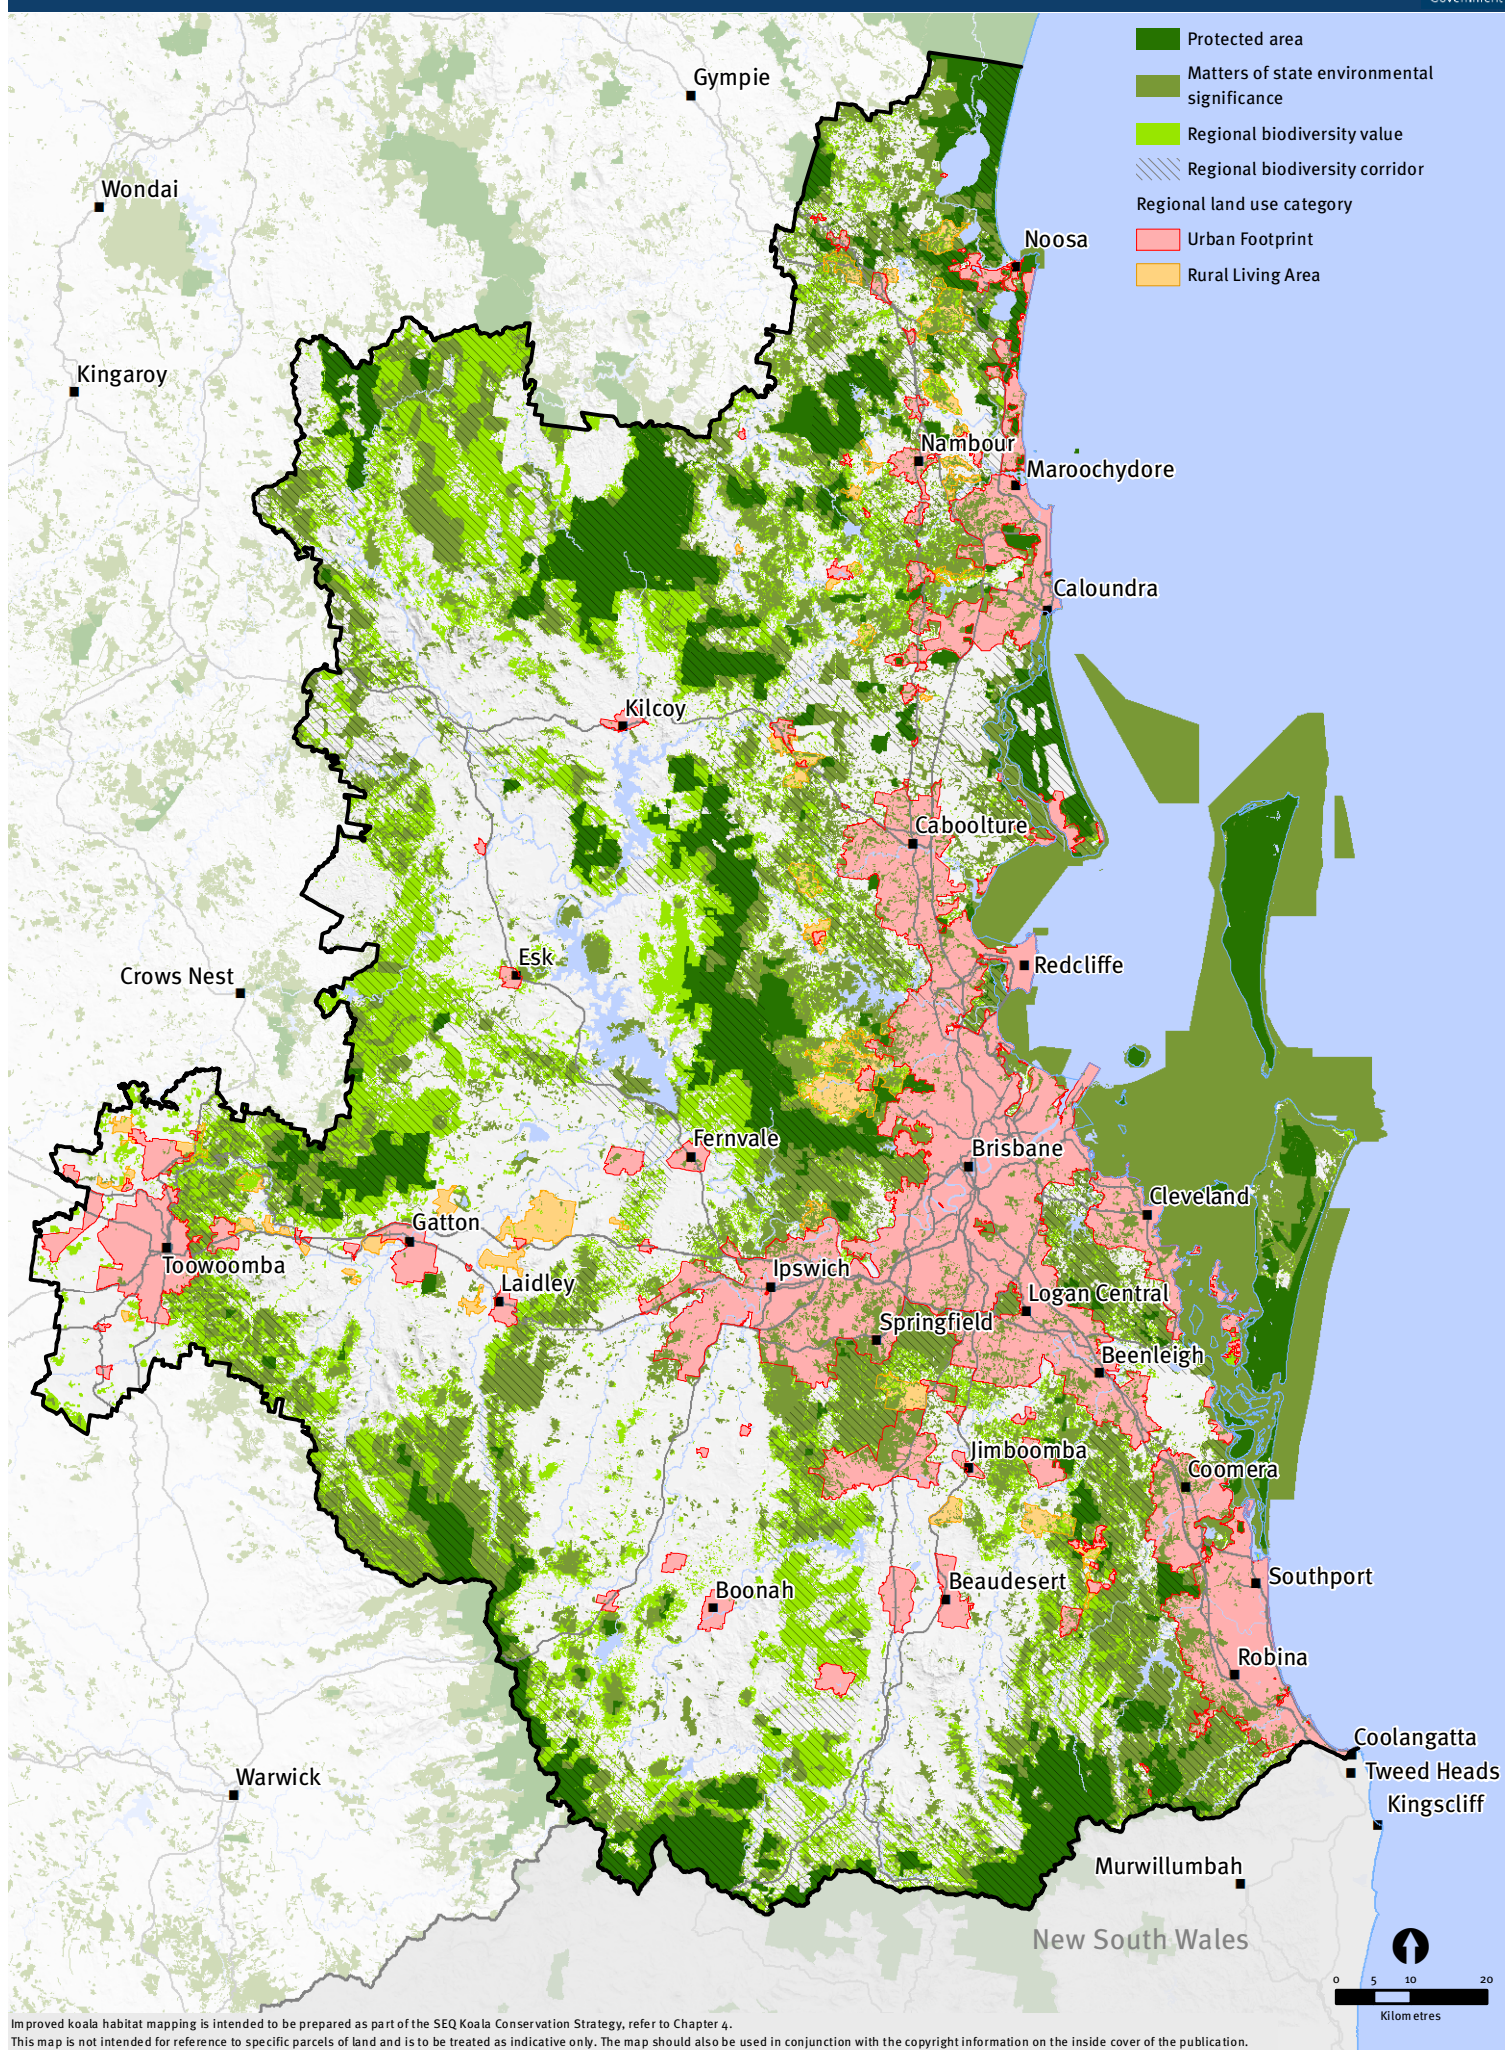 Government
Protected area
Matters of state environmental
significance
Regional biodiversity value
Regional biodiversity corridor
Regional land use category
Urban Footprint
Rural Living Area
Gympie
Wondai
Noosa
Kingaroy
Nambour
Maroochydore
Caloundra
Kilcoy
Caboolture
Esk
Redcliffe
Crows Nest
Fernvale
Brisbane
Cleveland
Gatton
Toowoomba
Ipswich
Laidley
Logan Central
Springfield
Beenleigh
Jimboomba
Coomera
Boonah
Beaudesert
Southport
Robina
Coolangatta
Tweed Heads
Warwick
Kingscliff
Murwillumbah
New South Wales
0 5 10 20
Kilometres
Improved koala habitat mapping is intended to be prepared as part of the SEQ Koala Conservation Strategy, refer to Chapter 4.
This map is not intended for reference to specific parcels of land and is to be treated as indicative only. The map should also be used in conjunction with the copyright information on the inside cover of the publication.